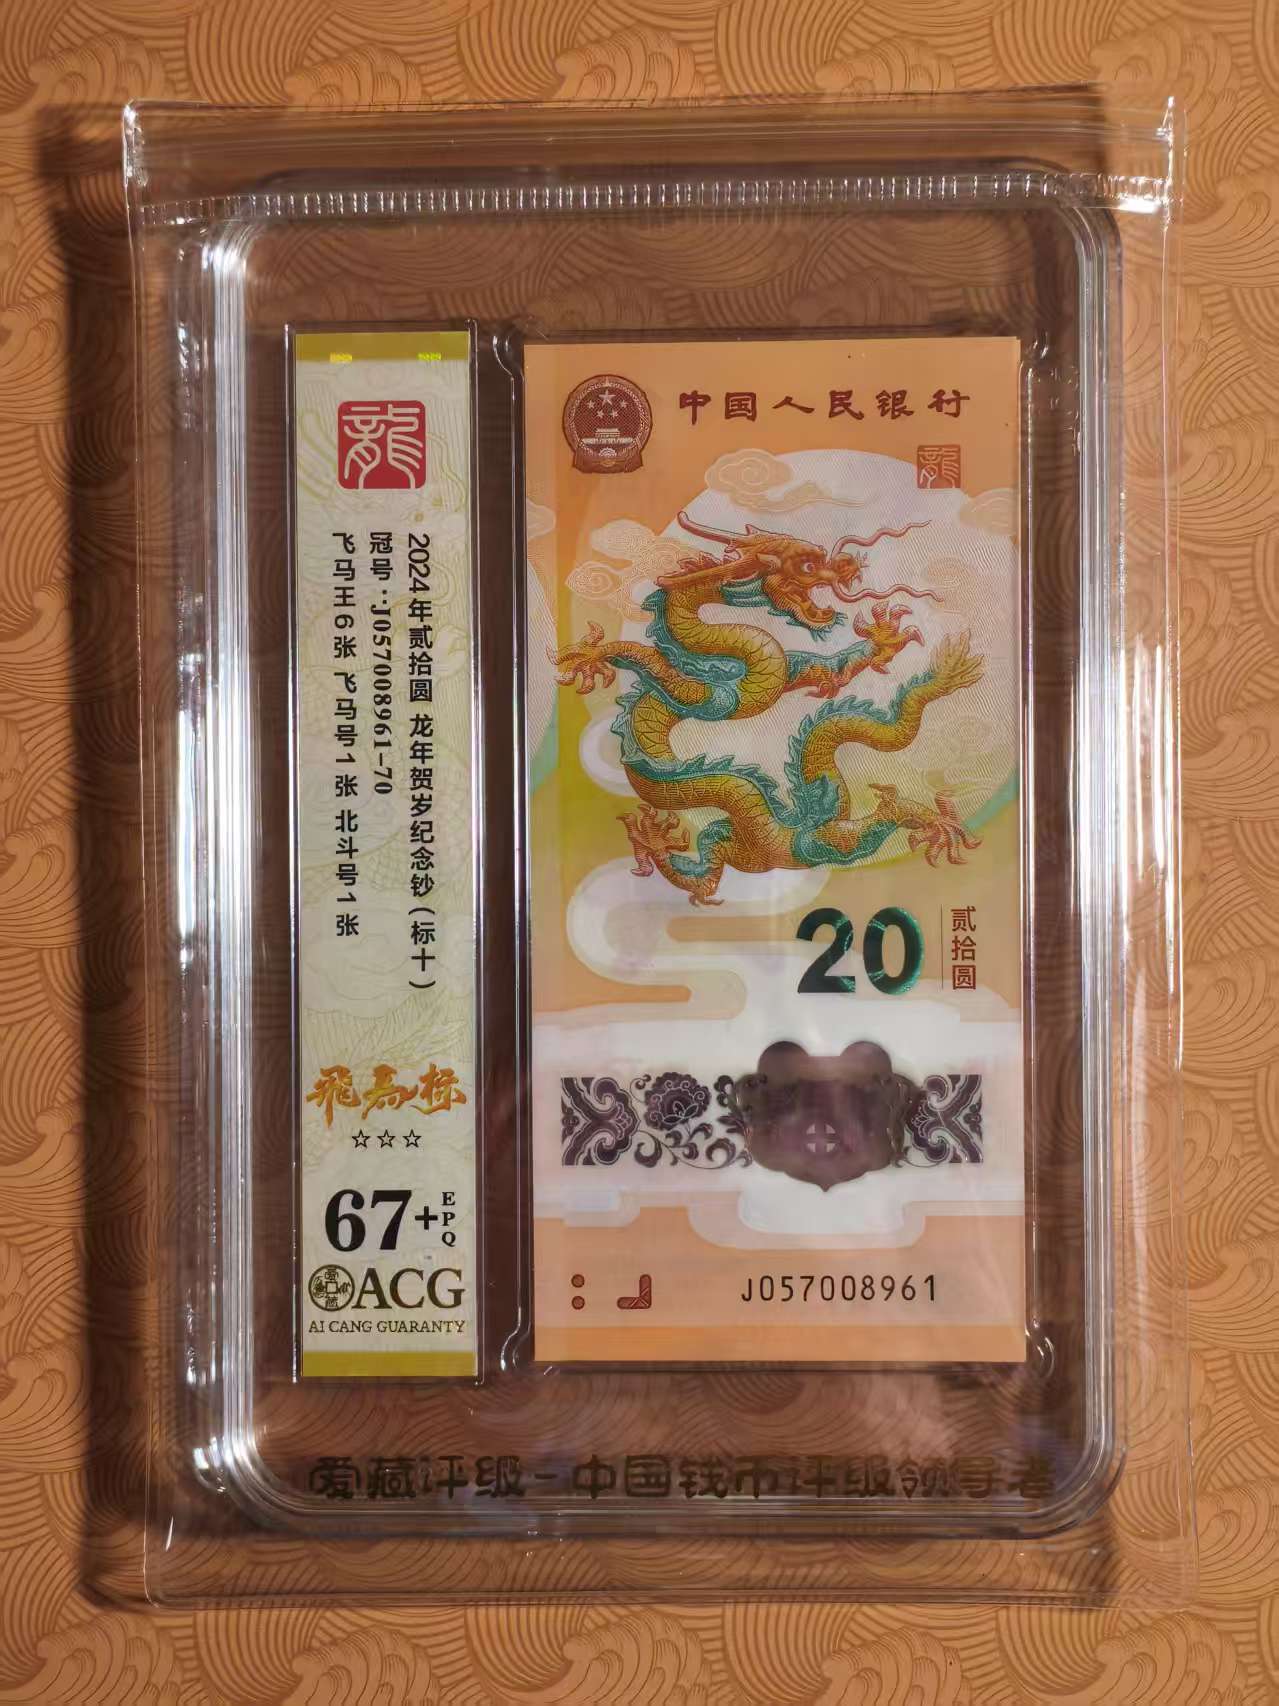 龍
2024年贰拾圆 龙年贺岁纪念钞（标十）
冠号：J057008961-70
飞马王6张 飞马号1张 北斗号1张
飛馬标
☆☆☆
67+
EPQ
ACG
AI CANG GUARANTY
中国人民银行
龍
20
贰拾圆
J057008961
爱藏评级-中国钱币评级领导者